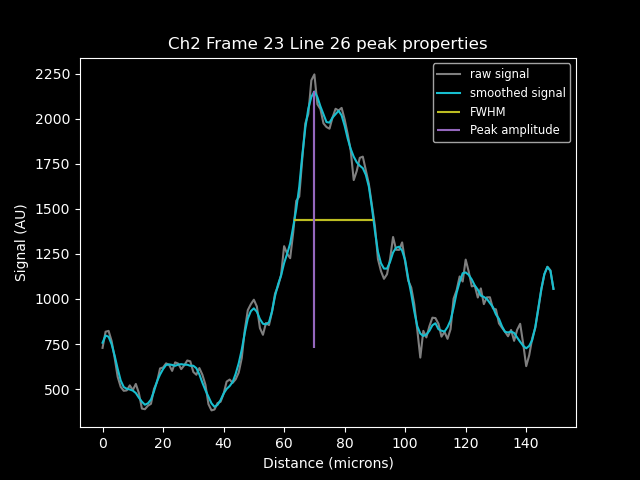 Ch2 Frame 23 Line 26 peak properties
raw signal
smoothed signal
FWHM
Peak amplitude
2250
2000
1750
1500
1250
1000
750
500
Signal (AU)
0 20 40 60 80 100 120 140
Distance (microns)